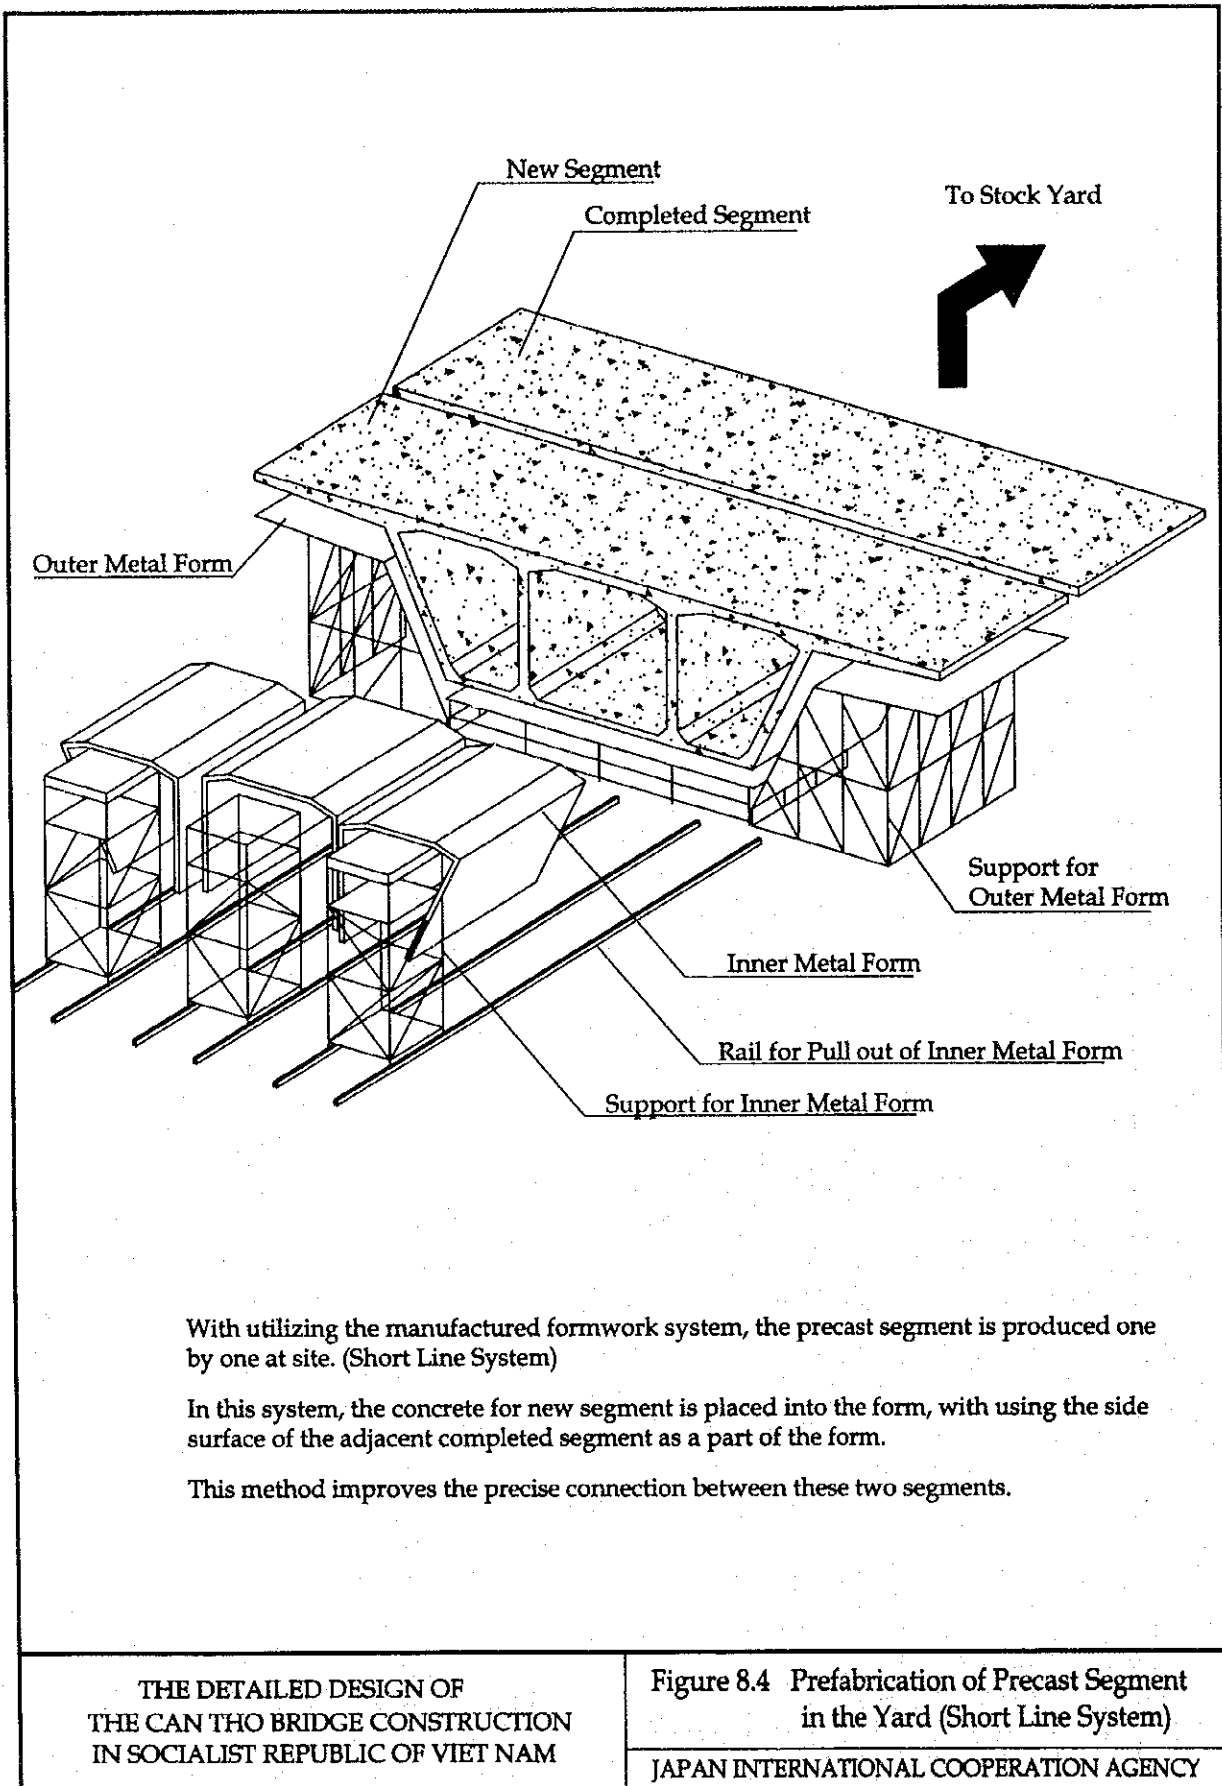 New Segment
To Stock Yard
Completed Segment
Outer Metal Form
Support for
Outer Metal Form
Inner Metal Form
Rail for Pull out of Inner Metal Form
Support for Inner Metal Form
With utilizing the manufactured formwork system, the precast segment is produced one
by one at site. (Short Line System)
In this system, the concrete for new segment is placed into the form, with using the side
surface of the adjacent completed segment as a part of the form.
This method improves the precise connection between these two segments.
THE DETAILED DESIGN OF
THE CAN THO BRIDGE CONSTRUCTION
IN SOCIALIST REPUBLIC OF VIET NAM
Figure 8.4 Prefabrication of Precast Segment
in the Yard (Short Line System)
JAPAN INTERNATIONAL COOPERATION AGENCY